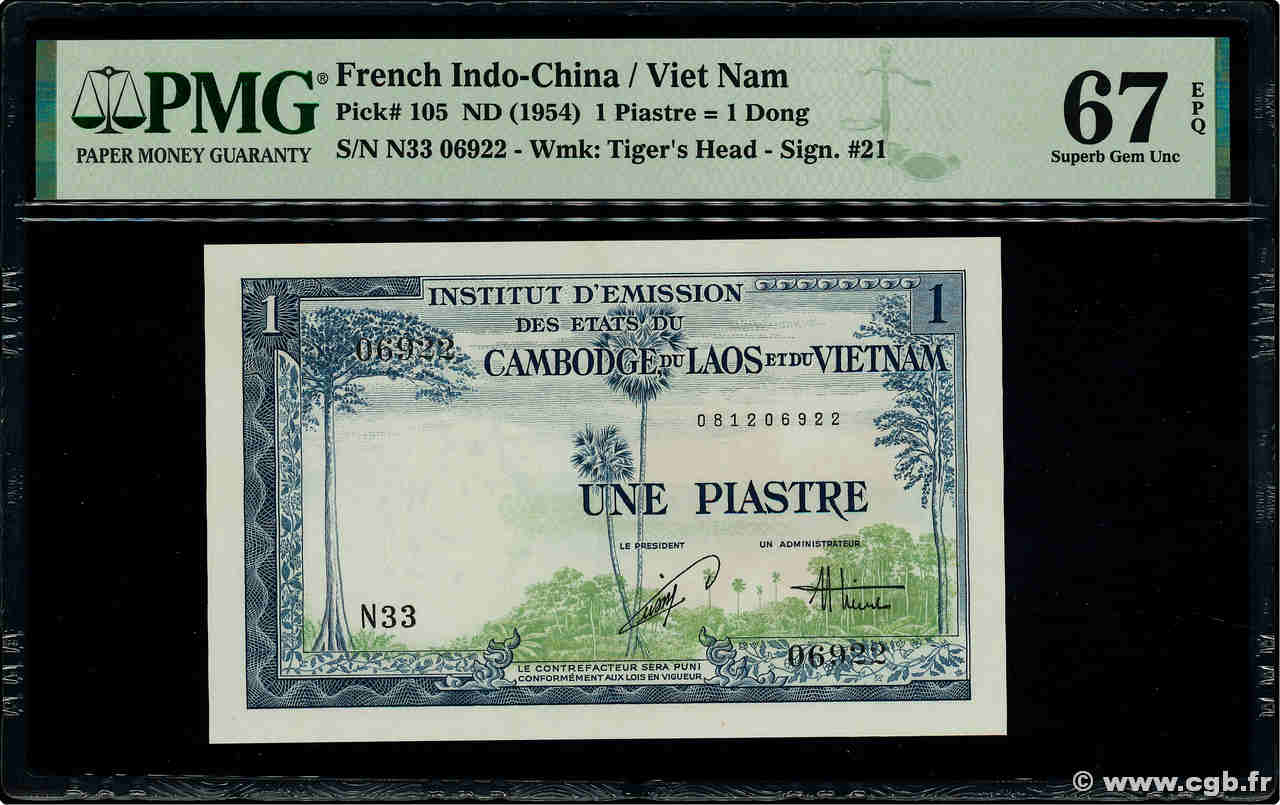 PMG®
PAPER MONEY GUARANTY
French Indo-China / Viet Nam
Pick# 105 ND (1954) 1 Piastre = 1 Dong
S/N N33 06922 - Wmk: Tiger's Head - Sign. #21
67
EPQ
Superb Gem Unc
1
1
INSTITUT D'EMISSION
DES ETATS DU
CAMBODGE, DU LAOS ET DU VIETNAM
06922
081206922
UNE PIASTRE
LE PRESIDENT
UN ADMINISTRATEUR
N33
06922
LE CONTREFACTEUR SERA PUNI
CONFORMÉMENT AUX LOIS EN VIGUEUR
© www.cgb.fr